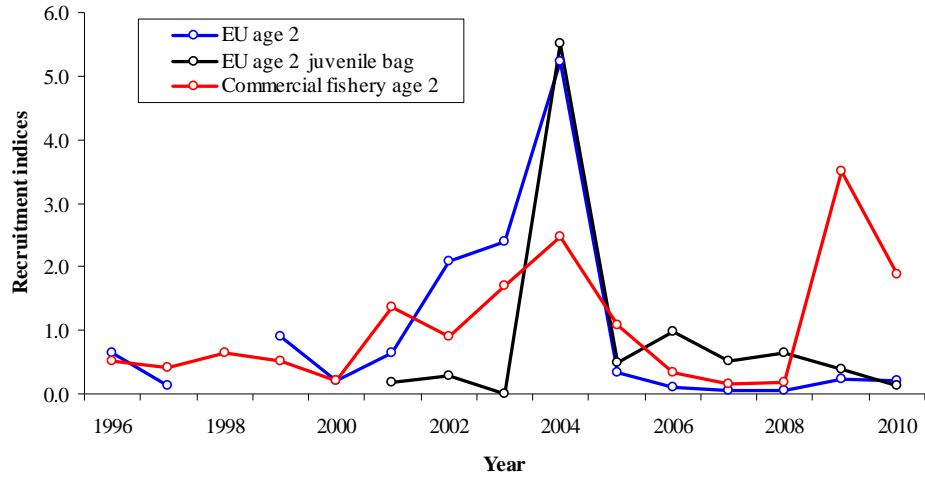 6.0
5.0
4.0
3.0
2.0
1.0
0.0
Recruitment indices
EU age 2
EU age 2 juvenile bag
Commercial fishery age 2
1996 1998 2000 2002 2004 2006 2008 2010
Year